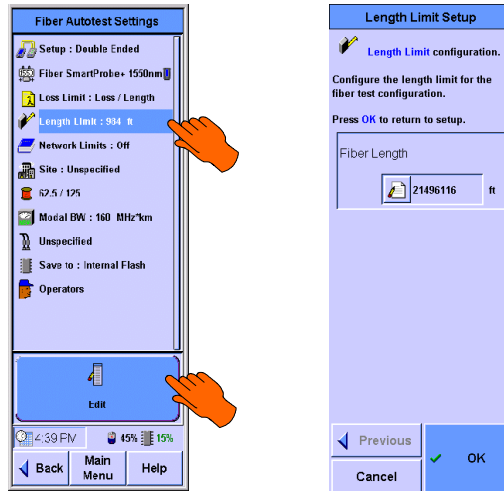 Fiber Autotest Settings
Setup : Double Ended
Fiber SmartProbe+ 1550nm
Loss Limit : Loss / Length
Length Limit : 984 ft
Network Limits : Off
Site : Unspecified
62.5 / 125
Modal BW : 160 MHz*km
Unspecified
Save to : Internal Flash
Operators
Edit
4:39 PM
45%
15%
Back
Main Menu
Help
Length Limit Setup
Length Limit configuration.
Configure the length limit for the
fiber test configuration.
Press OK to return to setup.
Fiber Length
21496116 ft
Previous
OK
Cancel